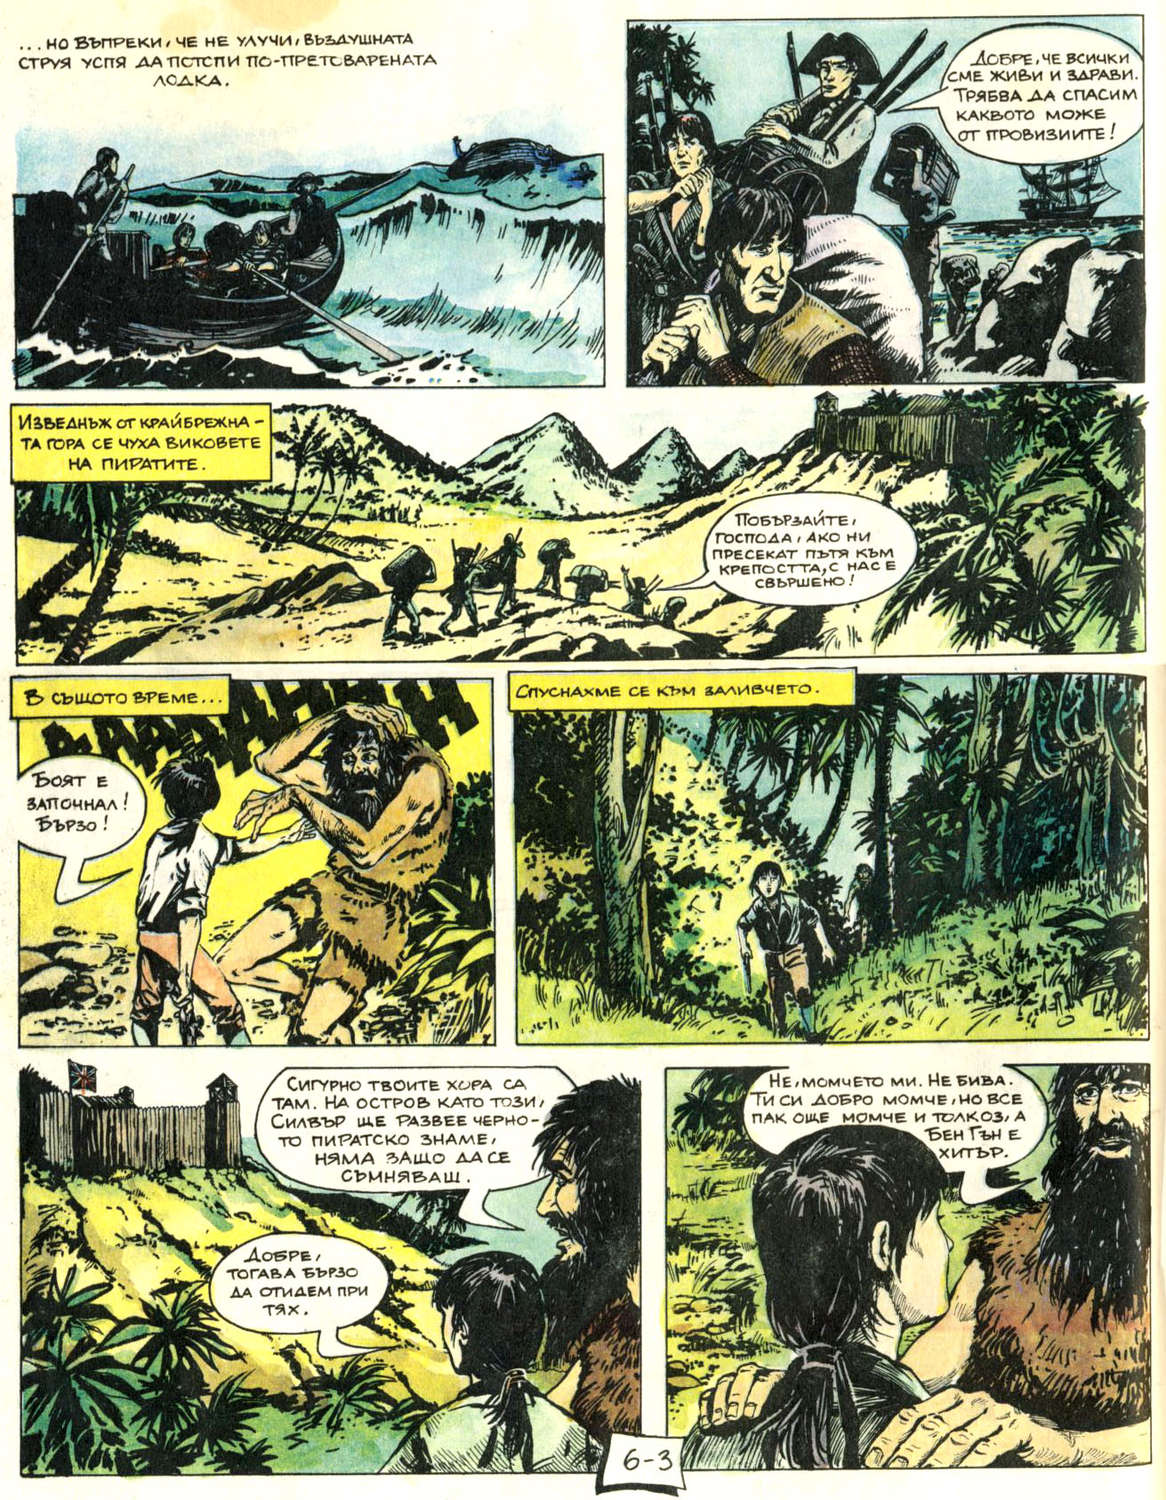 ...НО ВЪПРЕКИ, ЧЕ НЕ УЛУЧИ, ВЪЗДУШНАТА
СТРУЯ УСПЯ ДА ПОТОПИ ПО-ПРЕТОВАРЕНАТА
ЛОДКА.
ДОБРЕ, ЧЕ ВСИЧКИ
СМЕ ЖИВИ И ЗДРАВИ.
ТРЯБВА ДА СПАСИМ
КАКВОТО МОЖЕ
ОТ ПРОВИЗИИТЕ!
ИЗВЕДНЪЖ ОТ КРАЙБРЕЖНА-
ТА ГОРА СЕ ЧУХА ВИКОВЕТЕ
НА ПИРАТИТЕ.
ПОБЪРЗАЙТЕ,
ГОСПОДА, АКО НИ
ПРЕСЕКАТ ПЪТЯ КЪМ
КРЕПОСТТА, С НАС Е
СВЪРШЕНО!
В СЪЩОТО ВРЕМЕ...
БОЯТ Е
ЗАПОЧНАЛ!
БЪРЗО!
СПУСНАХМЕ СЕ КЪМ ЗАЛИВЧЕТО.
СИГУРНО ТВОИТЕ ХОРА СА
ТАМ. НА ОСТРОВ КАТО ТОЗИ,
СИЛВЪР ЩЕ РАЗВЕЕ ЧЕРНО-
ТО ПИРАТСКО ЗНАМЕ,
НЯМА ЗАЩО ДА СЕ
СЪМНЯВАШ.
ДОБРЕ,
ТОГАВА БЪРЗО
ДА ОТИДЕМ ПРИ
ТЯХ.
НЕ, МОМЧЕТО МИ. НЕ БИВА.
ТИ СИ ДОБРО МОМЧЕ, НО ВСЕ
ПАК ОЩЕ МОМЧЕ И ТОЛКОЗ, А
БЕН ГЪН Е
ХИТЪР.
6-3